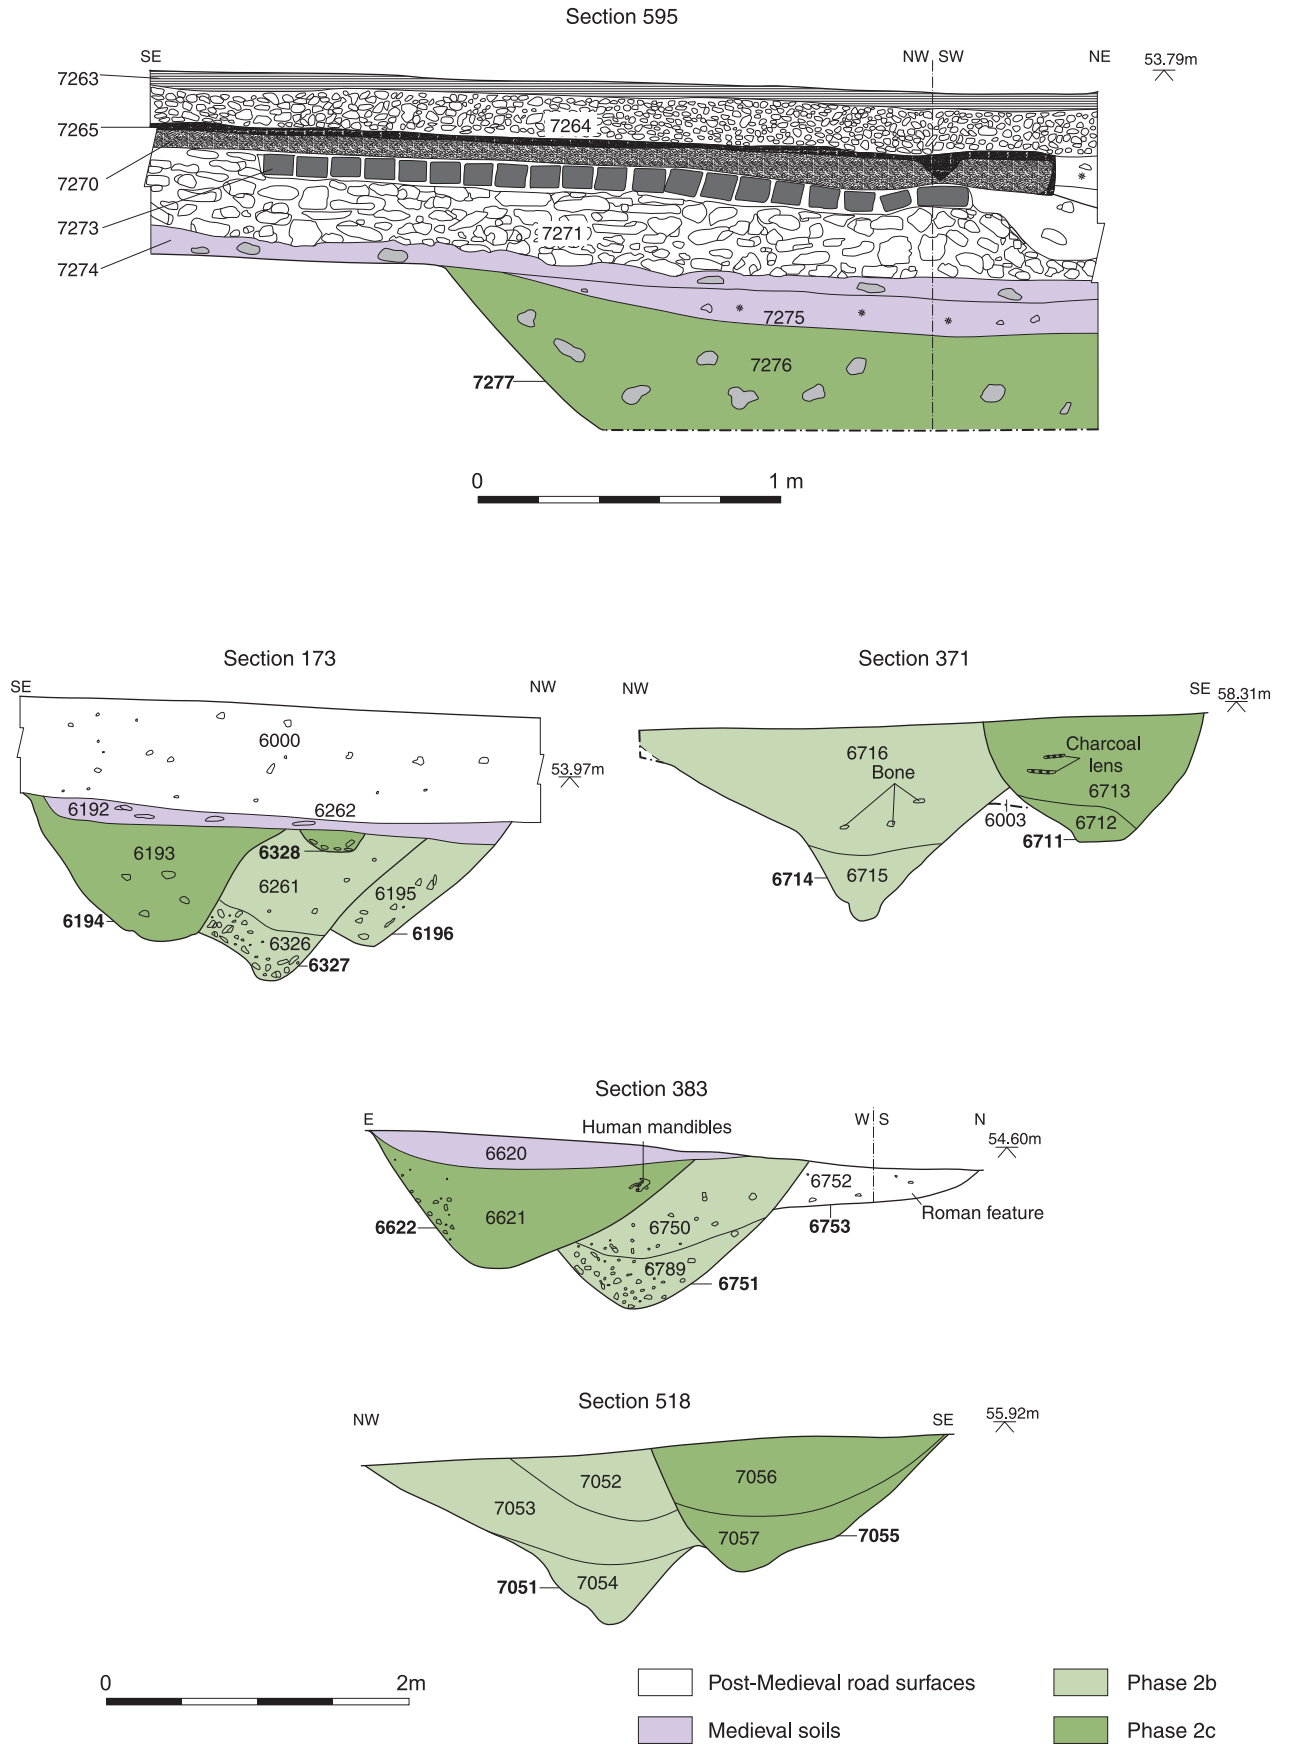 Section 595
SE
NW SW
NE
53.79m
7263
7264
7265
7270
7273
7271
7274
7275
7276
7277
0 1 m
Section 173
SE
NW
6000
53.97m
6192
6262
6193
6328
6261
6195
6194
6196
6326
6327
Section 371
NW
SE
58.31m
6716
Bone
Charcoal
lens
6713
6003
6712
6711
6714
6715
Section 383
E
W S
N
54.60m
Human mandibles
6620
6752
Roman feature
6621
6622
6750
6753
6789
6751
Section 518
NW
SE
55.92m
7052
7056
7053
7057
7055
7051
7054
0 2m
Post-Medieval road surfaces
Phase 2b
Medieval soils
Phase 2c